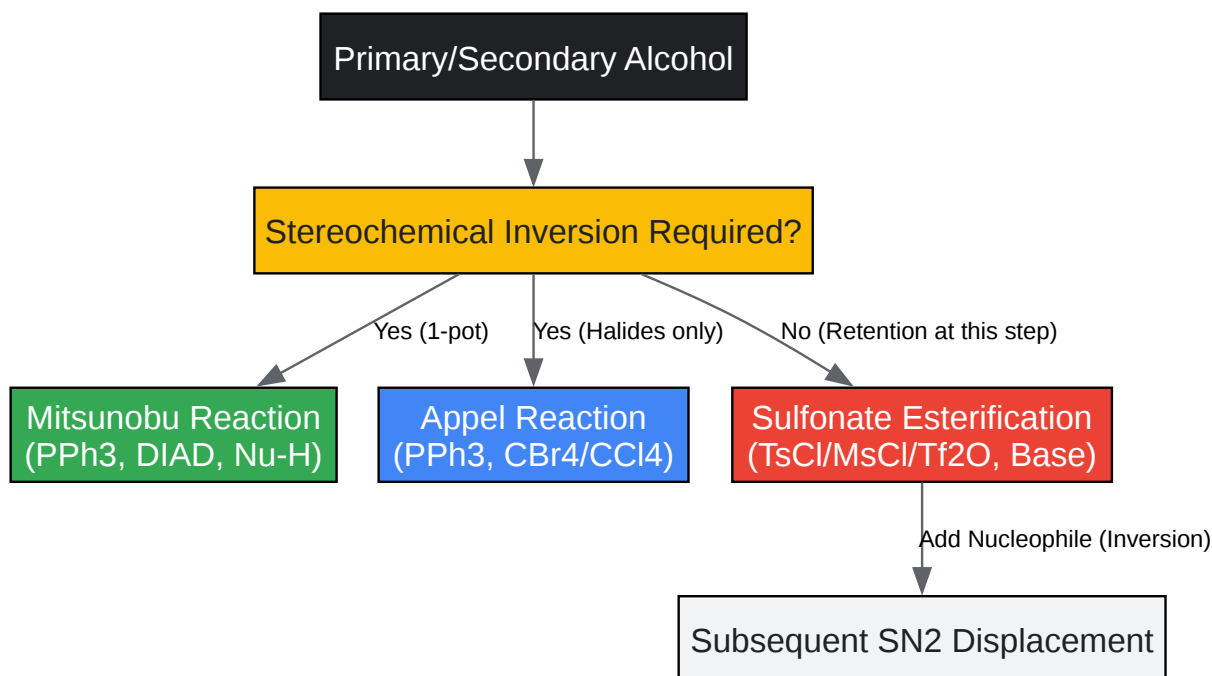 Primary/Secondary Alcohol
Stereochemical Inversion Required?
Yes (1-pot)
Yes (Halides only)
No (Retention at this step)
Mitsunobu Reaction
(PPh3, DIAD, Nu-H)
Appel Reaction
(PPh3, CBr4/CCl4)
Sulfonate Esterification
(TsCl/MsCl/Tf2O, Base)
Add Nucleophile (Inversion)
Subsequent SN2 Displacement